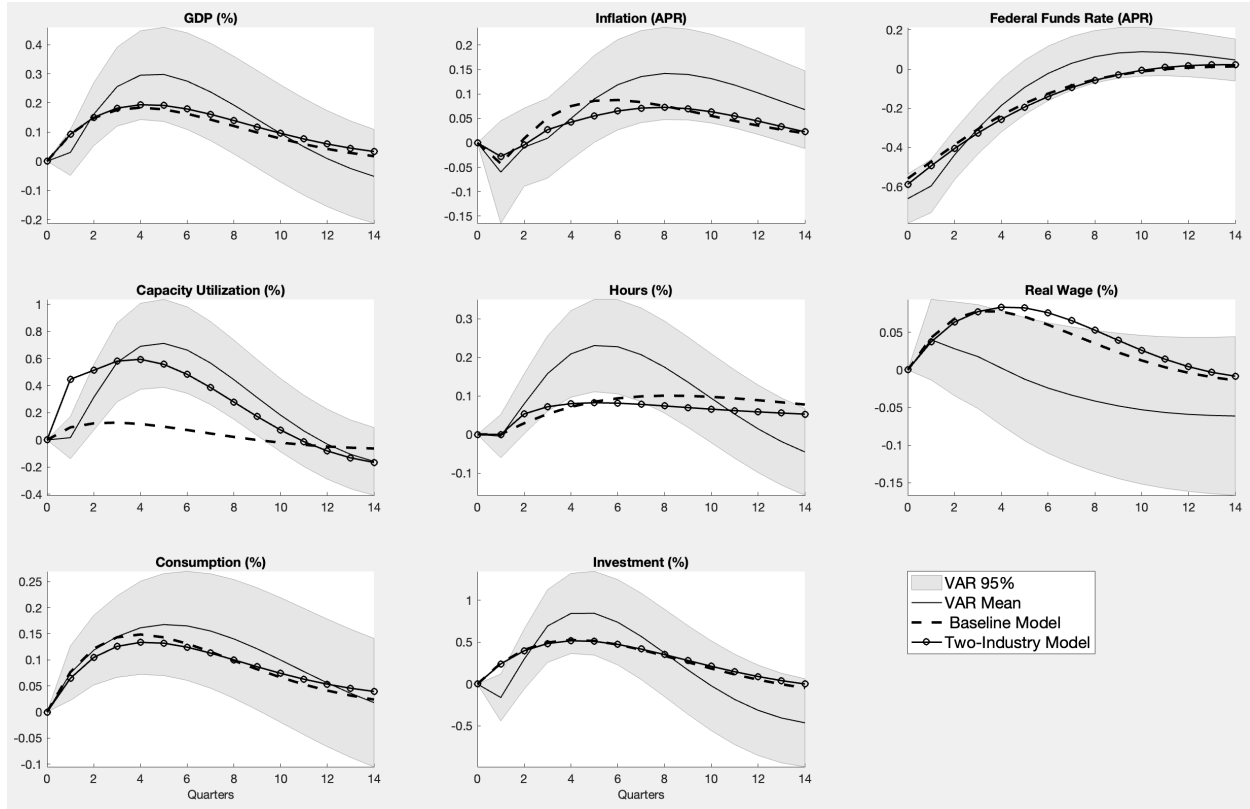 GDP (%)
0.4
0.3
0.2
0.1
0
-0.1
-0.2
0 2 4 6 8 10 12 14
Inflation (APR)
0.2
0.15
0.1
0.05
0
-0.05
-0.1
-0.15
0 2 4 6 8 10 12 14
Federal Funds Rate (APR)
0.2
0
-0.2
-0.4
-0.6
0 2 4 6 8 10 12 14
Capacity Utilization (%)
1
0.8
0.6
0.4
0.2
0
-0.2
-0.4
0 2 4 6 8 10 12 14
Hours (%)
0.3
0.2
0.1
0
-0.1
0 2 4 6 8 10 12 14
Real Wage (%)
0.05
0
-0.05
-0.1
-0.15
0 2 4 6 8 10 12 14
Consumption (%)
0.25
0.2
0.15
0.1
0.05
0
-0.05
-0.1
0 2 4 6 8 10 12 14
Quarters
Investment (%)
1
0.5
0
-0.5
0 2 4 6 8 10 12 14
Quarters
VAR 95%
VAR Mean
Baseline Model
Two-Industry Model